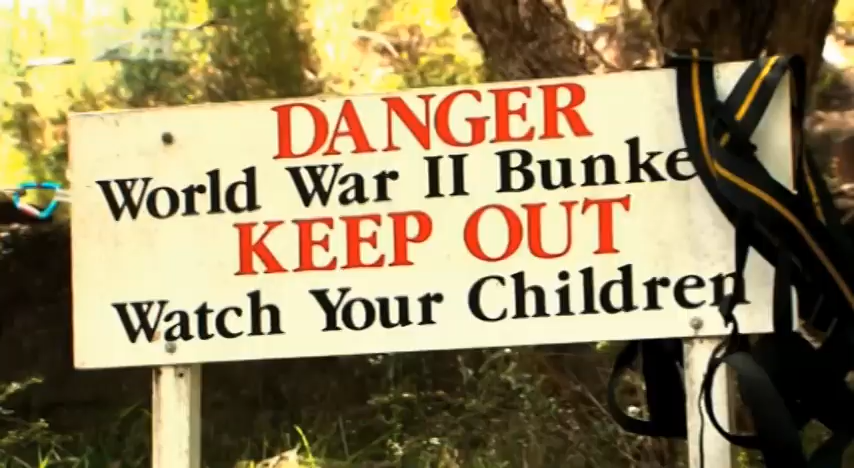 DANGER
World War II Bunke
KEEP OUT
Watch Your Children